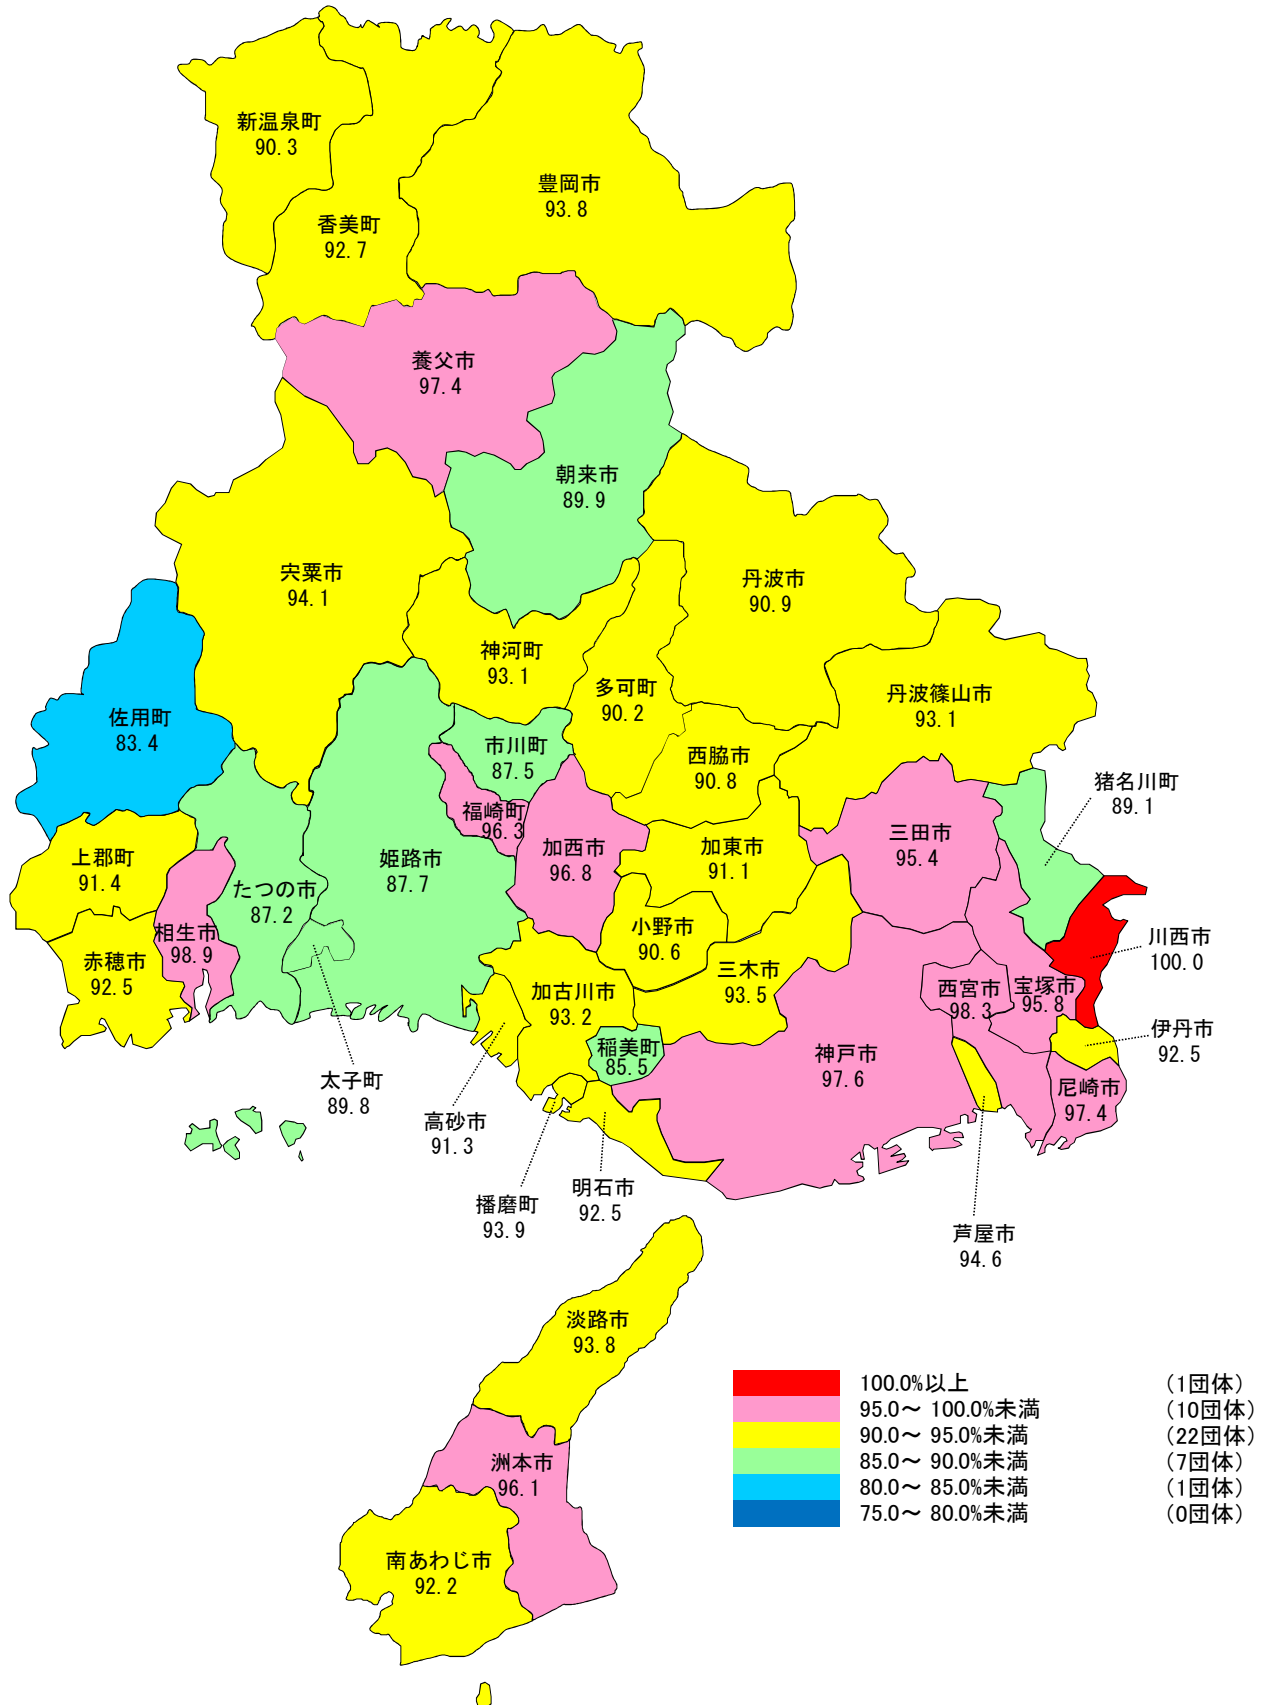 新温泉町
90.3
香美町
92.7
豊岡市
93.8
養父市
97.4
朝来市
89.9
宍粟市
94.1
丹波市
90.9
神河町
93.1
多可町
90.2
丹波篠山市
93.1
佐用町
83.4
市川町
87.5
西脇市
90.8
猪名川町
89.1
福崎町
96.3
加西市
96.8
加東市
91.1
三田市
95.4
上郡町
91.4
姫路市
87.7
たつの市
87.2
相生市
98.9
小野市
90.6
川西市
100.0
赤穂市
92.5
三木市
93.5
加古川市
93.2
西宮市
98.3
宝塚市
95.8
伊丹市
92.5
稲美町
85.5
神戸市
97.6
尼崎市
97.4
太子町
89.8
高砂市
91.3
播磨町
93.9
明石市
92.5
芦屋市
94.6
淡路市
93.8
洲本市
96.1
南あわじ市
92.2
100.0%以上 (1団体)
95.0～ 100.0%未満 (10団体)
90.0～ 95.0%未満 (22団体)
85.0～ 90.0%未満 (7団体)
80.0～ 85.0%未満 (1団体)
75.0～ 80.0%未満 (0団体)